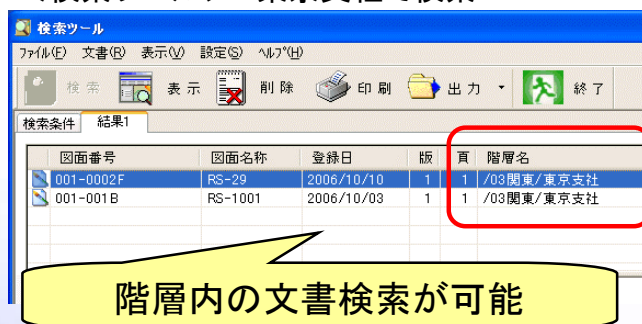 検索ツール
ファイル(F) 文書(R) 表示(V) 設定(S) ヘルプ(H)
検索 表示 削除 印刷 出力 終了
検索条件 結果1
図面番号 図面名称 登録日 版 頁 階層名
001-0002F RS-29 2006/10/10 1 1 /03関東/東京支社
001-001B RS-1001 2006/10/03 1 1 /03関東/東京支社
階層内の文書検索が可能